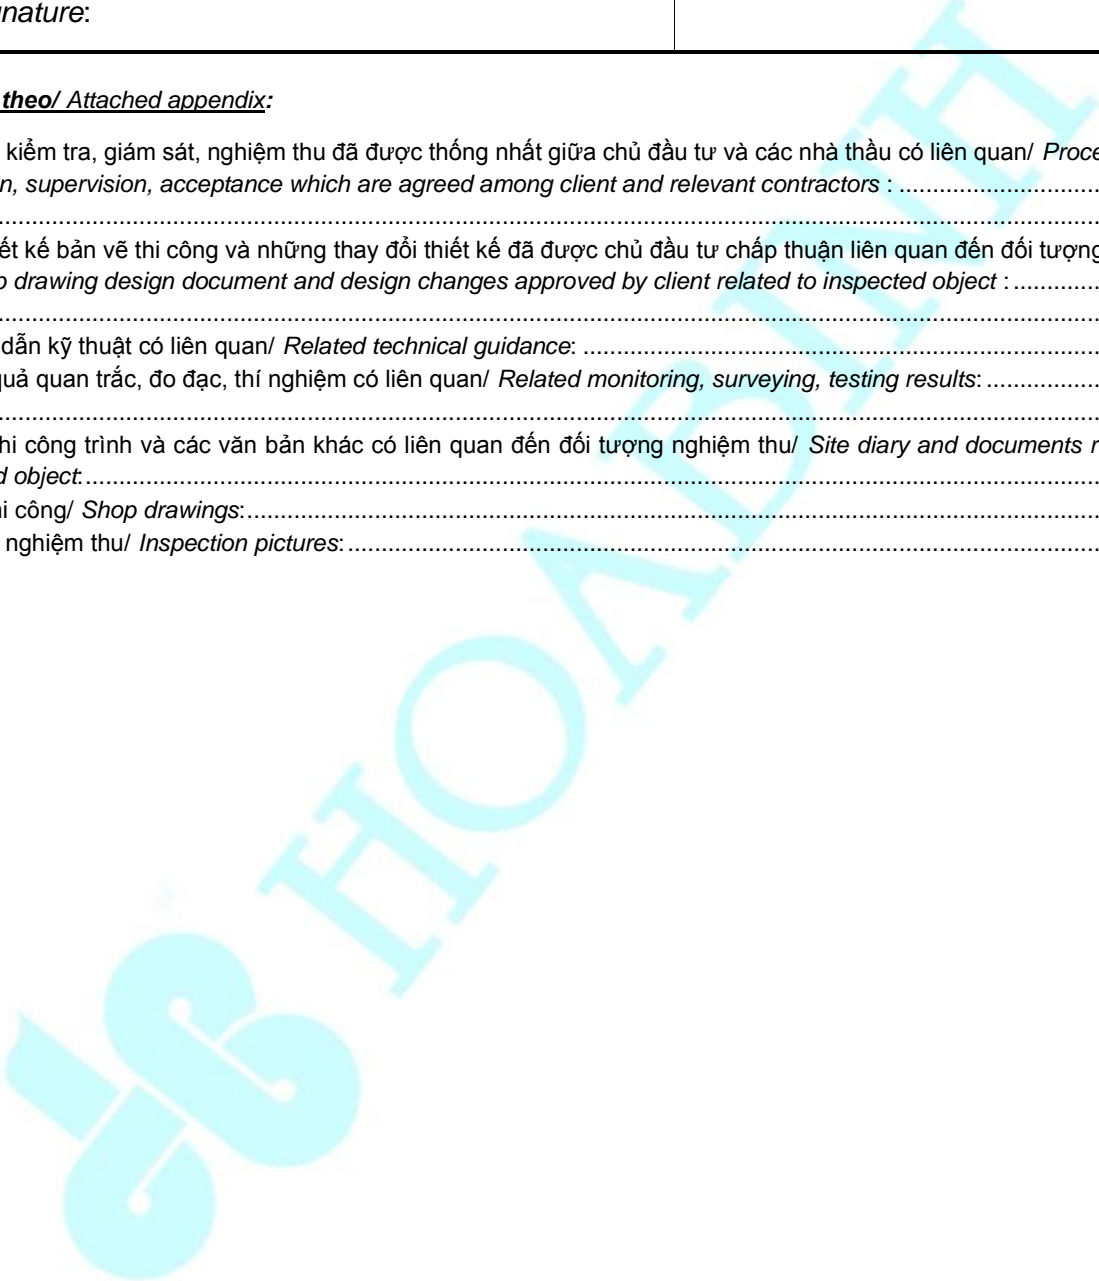 nature:
theo/ Attached appendix:
kiểm tra, giám sát, nghiệm thu đã được thống nhất giữa chủ đầu tư và các nhà thầu có liên quan/ Proce
n, supervision, acceptance which are agreed among client and relevant contractors : ..............................
..............................................................................................................................
ết kế bản vẽ thi công và những thay đổi thiết kế đã được chủ đầu tư chấp thuận liên quan đến đối tượng
p drawing design document and design changes approved by client related to inspected object : .............
..............................................................................................................................
dẫn kỹ thuật có liên quan/ Related technical guidance: ..............................................................
quả quan trắc, đo đạc, thí nghiệm có liên quan/ Related monitoring, surveying, testing results: .................
..............................................................................................................................
hi công trình và các văn bản khác có liên quan đến đối tượng nghiệm thu/ Site diary and documents r
d object: ..............................................................................................................................
i công/ Shop drawings: ..............................................................................................................
nghiệm thu/ Inspection pictures: ....................................................................................................
HOABINH